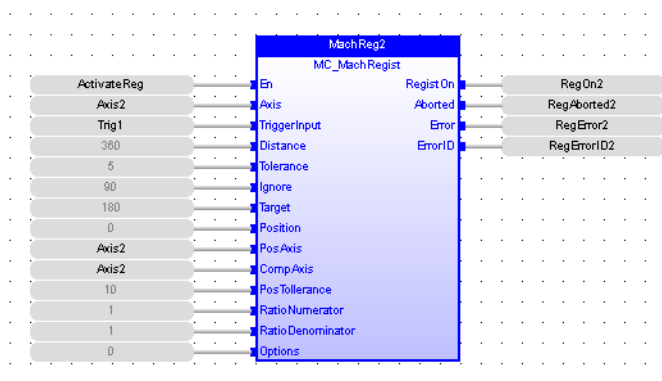 MachReg2
MC_MachRegist
ActivateReg En RegistOn RegOn2
Axis2 Axis Aborted RegAborted2
Trig1 TriggerInput Error RegError2
360 Distance ErrorID RegErrorID2
5 Tolerance
90 Ignore
180 Target
0 Position
Axis2 PosAxis
Axis2 CompAxis
10 PosTollerance
1 RatioNumerator
1 RatioDenominator
0 Options